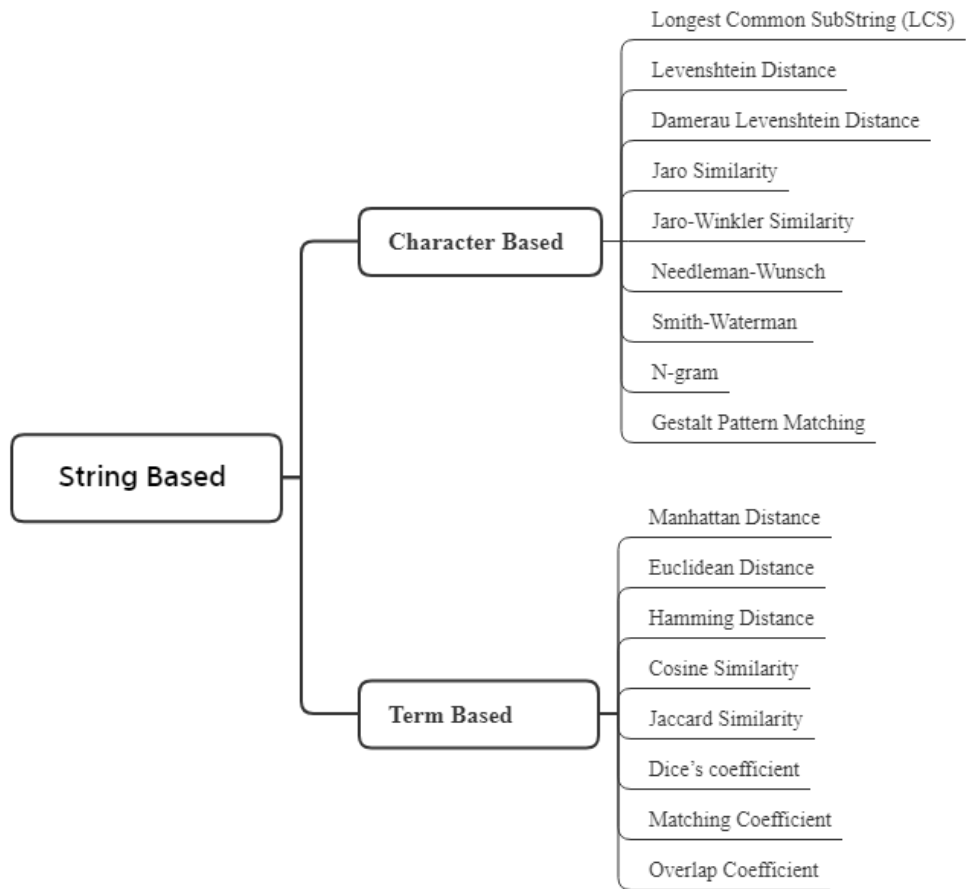 String Based
Character Based
Longest Common SubString (LCS)
Levenshtein Distance
Damerau Levenshtein Distance
Jaro Similarity
Jaro-Winkler Similarity
Needleman-Wunsch
Smith-Waterman
N-gram
Gestalt Pattern Matching
Term Based
Manhattan Distance
Euclidean Distance
Hamming Distance
Cosine Similarity
Jaccard Similarity
Dice’s coefficient
Matching Coefficient
Overlap Coefficient